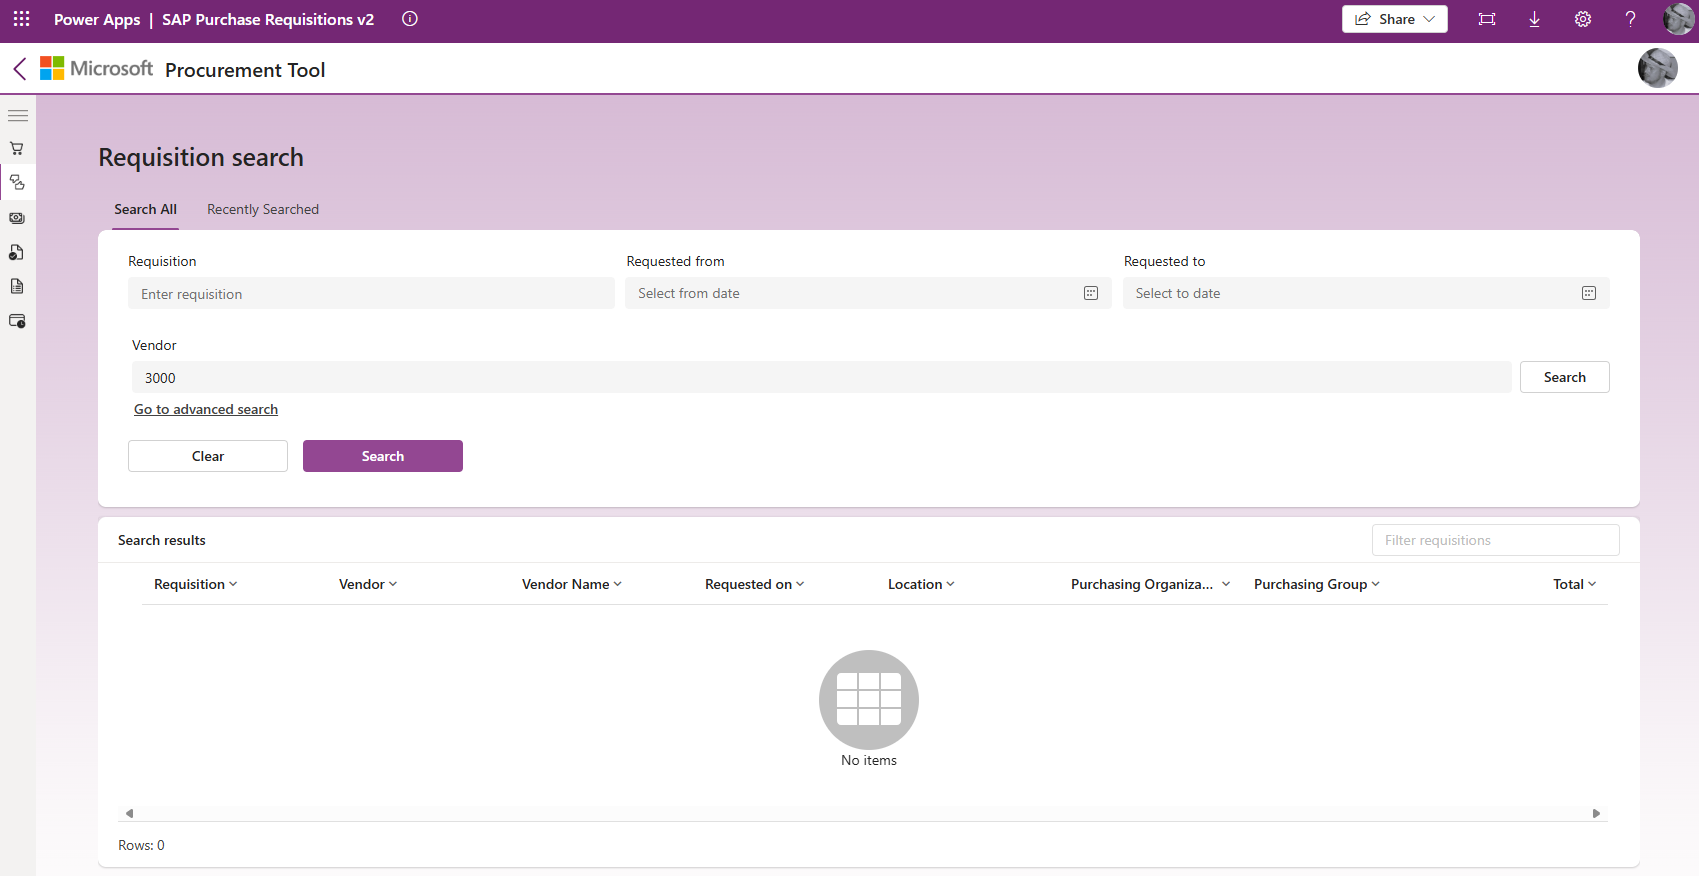 Power Apps | SAP Purchase Requisitions v2
Share
Microsoft Procurement Tool
Requisition search
Search All Recently Searched
Requisition Requested from Requested to
Enter requisition Select from date Select to date
Vendor
3000 Search
Go to advanced search
Clear Search
Search results Filter requisitions
Requisition Vendor Vendor Name Requested on Location Purchasing Organiza... Purchasing Group Total
No items
Rows: 0